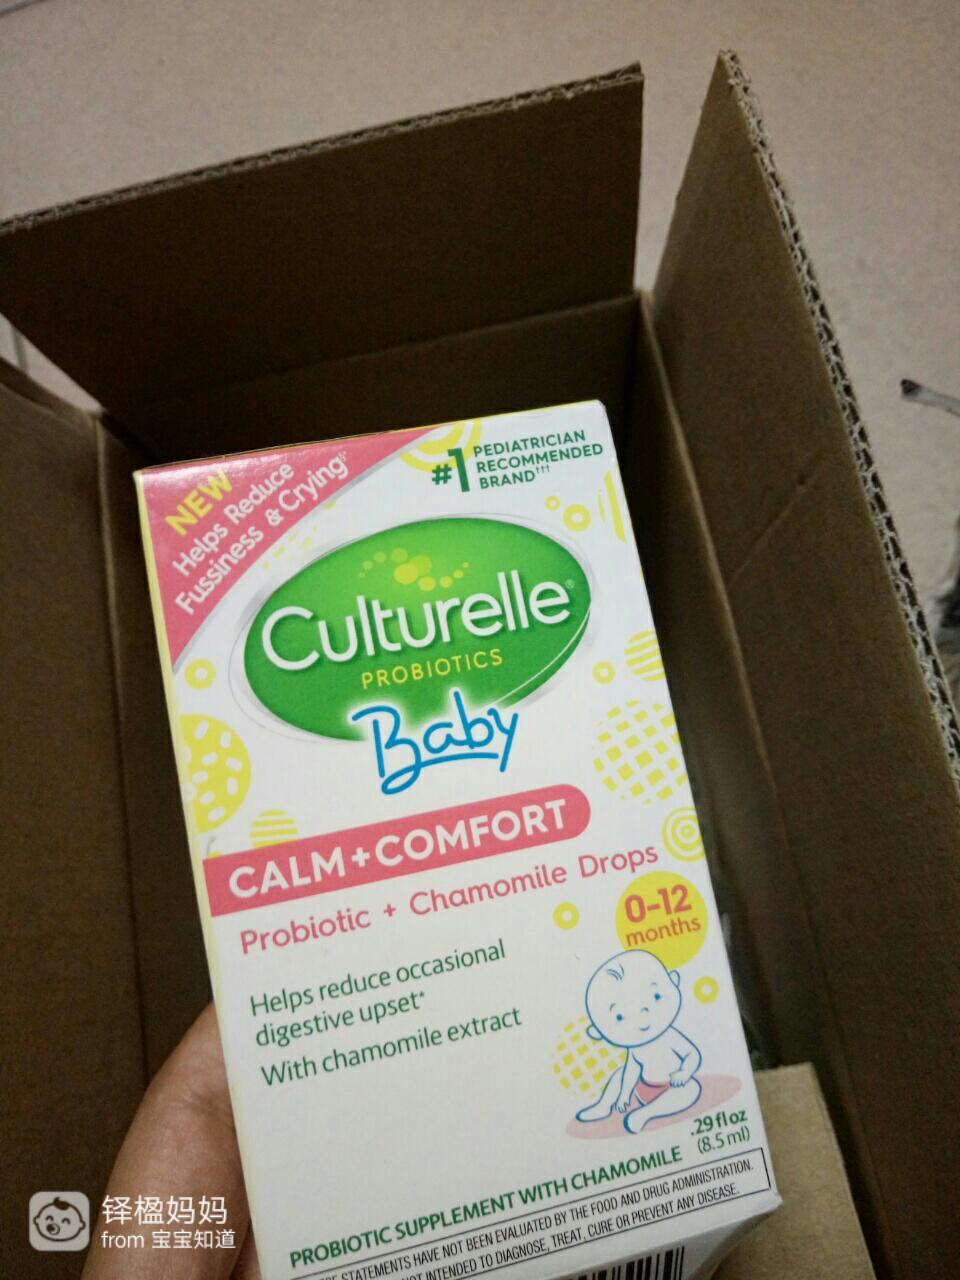 NEW
Helps Reduce
Fussiness & Crying‡
#1 PEDIATRICIAN
RECOMMENDED
BRAND†††
Culturelle®
PROBIOTICS
Baby
CALM+COMFORT
Probiotic + Chamomile Drops
0-12
months
Helps reduce occasional
digestive upset*
With chamomile extract
.29 fl oz
(8.5 ml)
PROBIOTIC SUPPLEMENT WITH CHAMOMILE
STATEMENTS HAVE NOT BEEN EVALUATED BY THE FOOD AND DRUG ADMINISTRATION.
INTENDED TO DIAGNOSE, TREAT, CURE OR PREVENT ANY DISEASE.
铎楹妈妈
from 宝宝知道